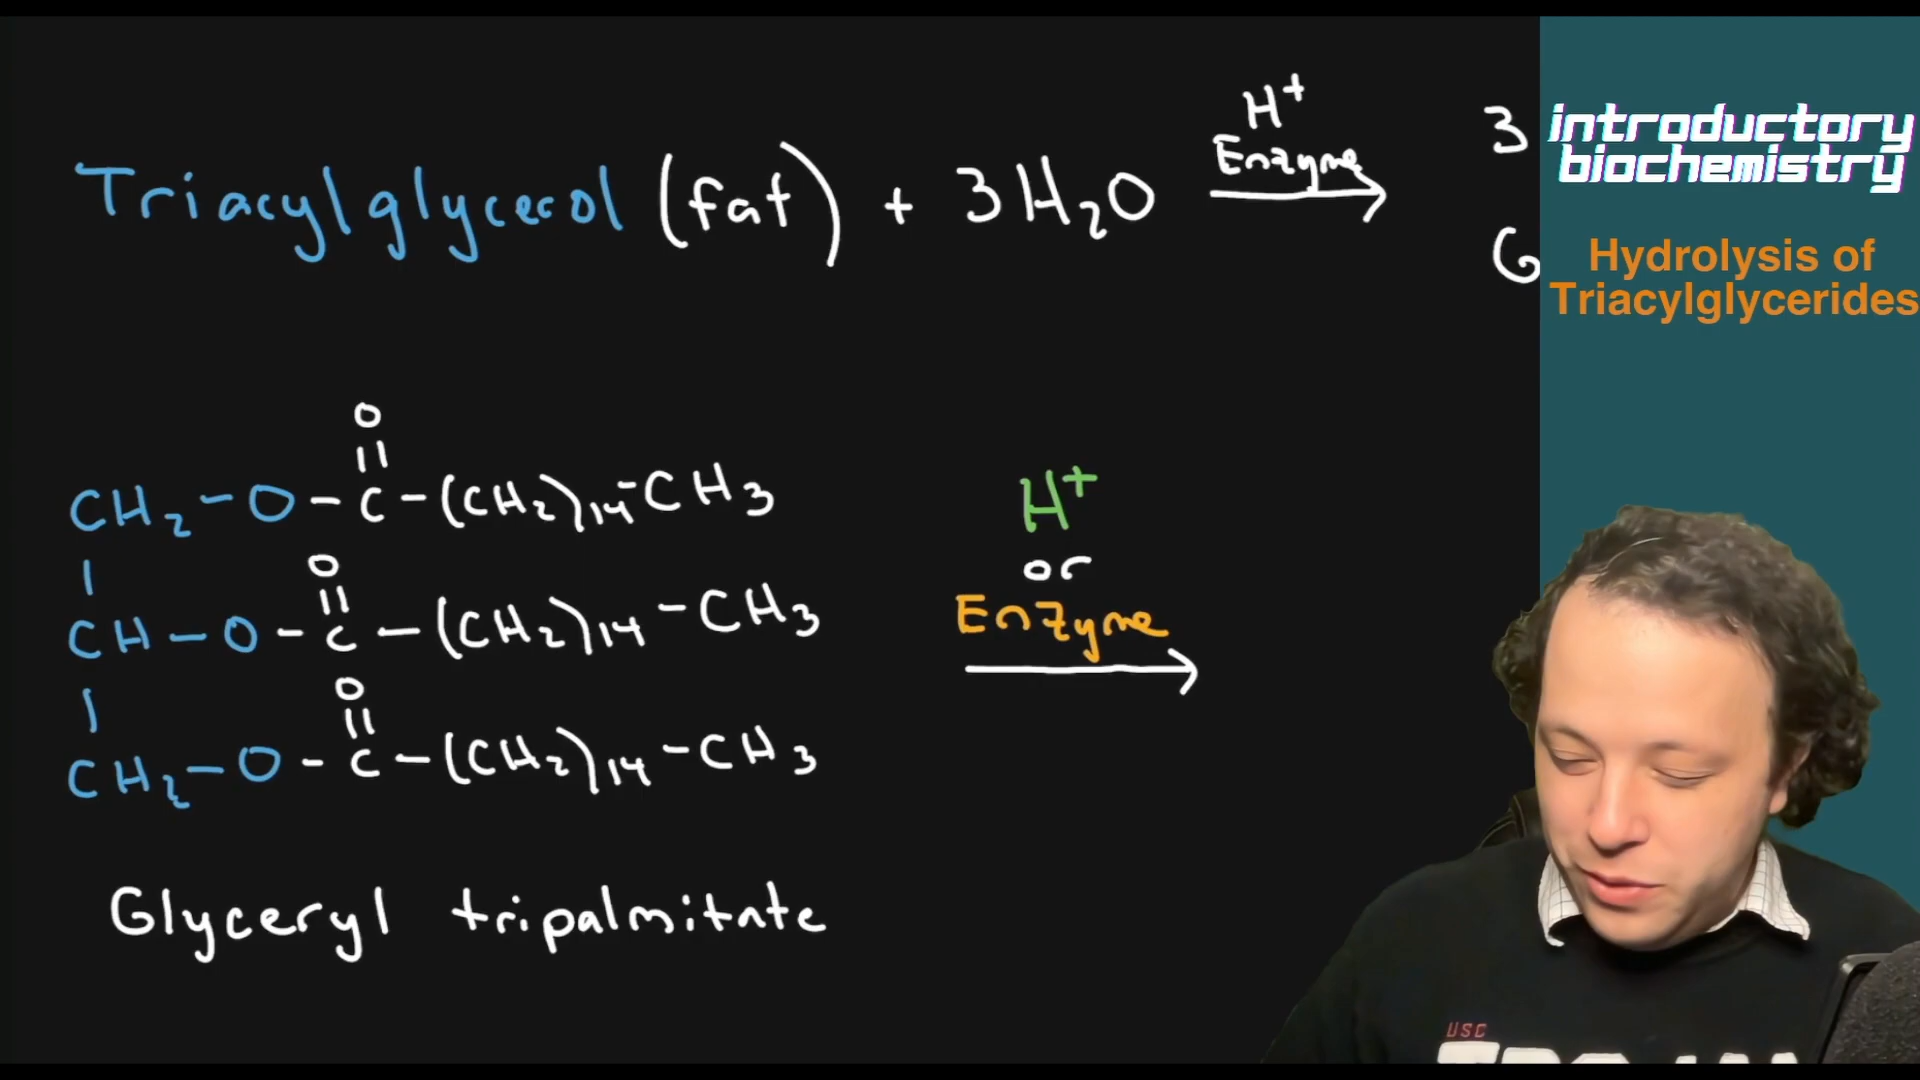 H+
Enzyme
Triacylglycerol (fat) + 3H2O
3
G
introductory
biochemistry
Hydrolysis of
Triacylglycerides
O
||
CH2-O-C-(CH2)14-CH3
|
O
||
CH-O-C-(CH2)14-CH3
|
O
||
CH2-O-C-(CH2)14-CH3
H+
or
Enzyme
Glyceryl tripalmitate
USC